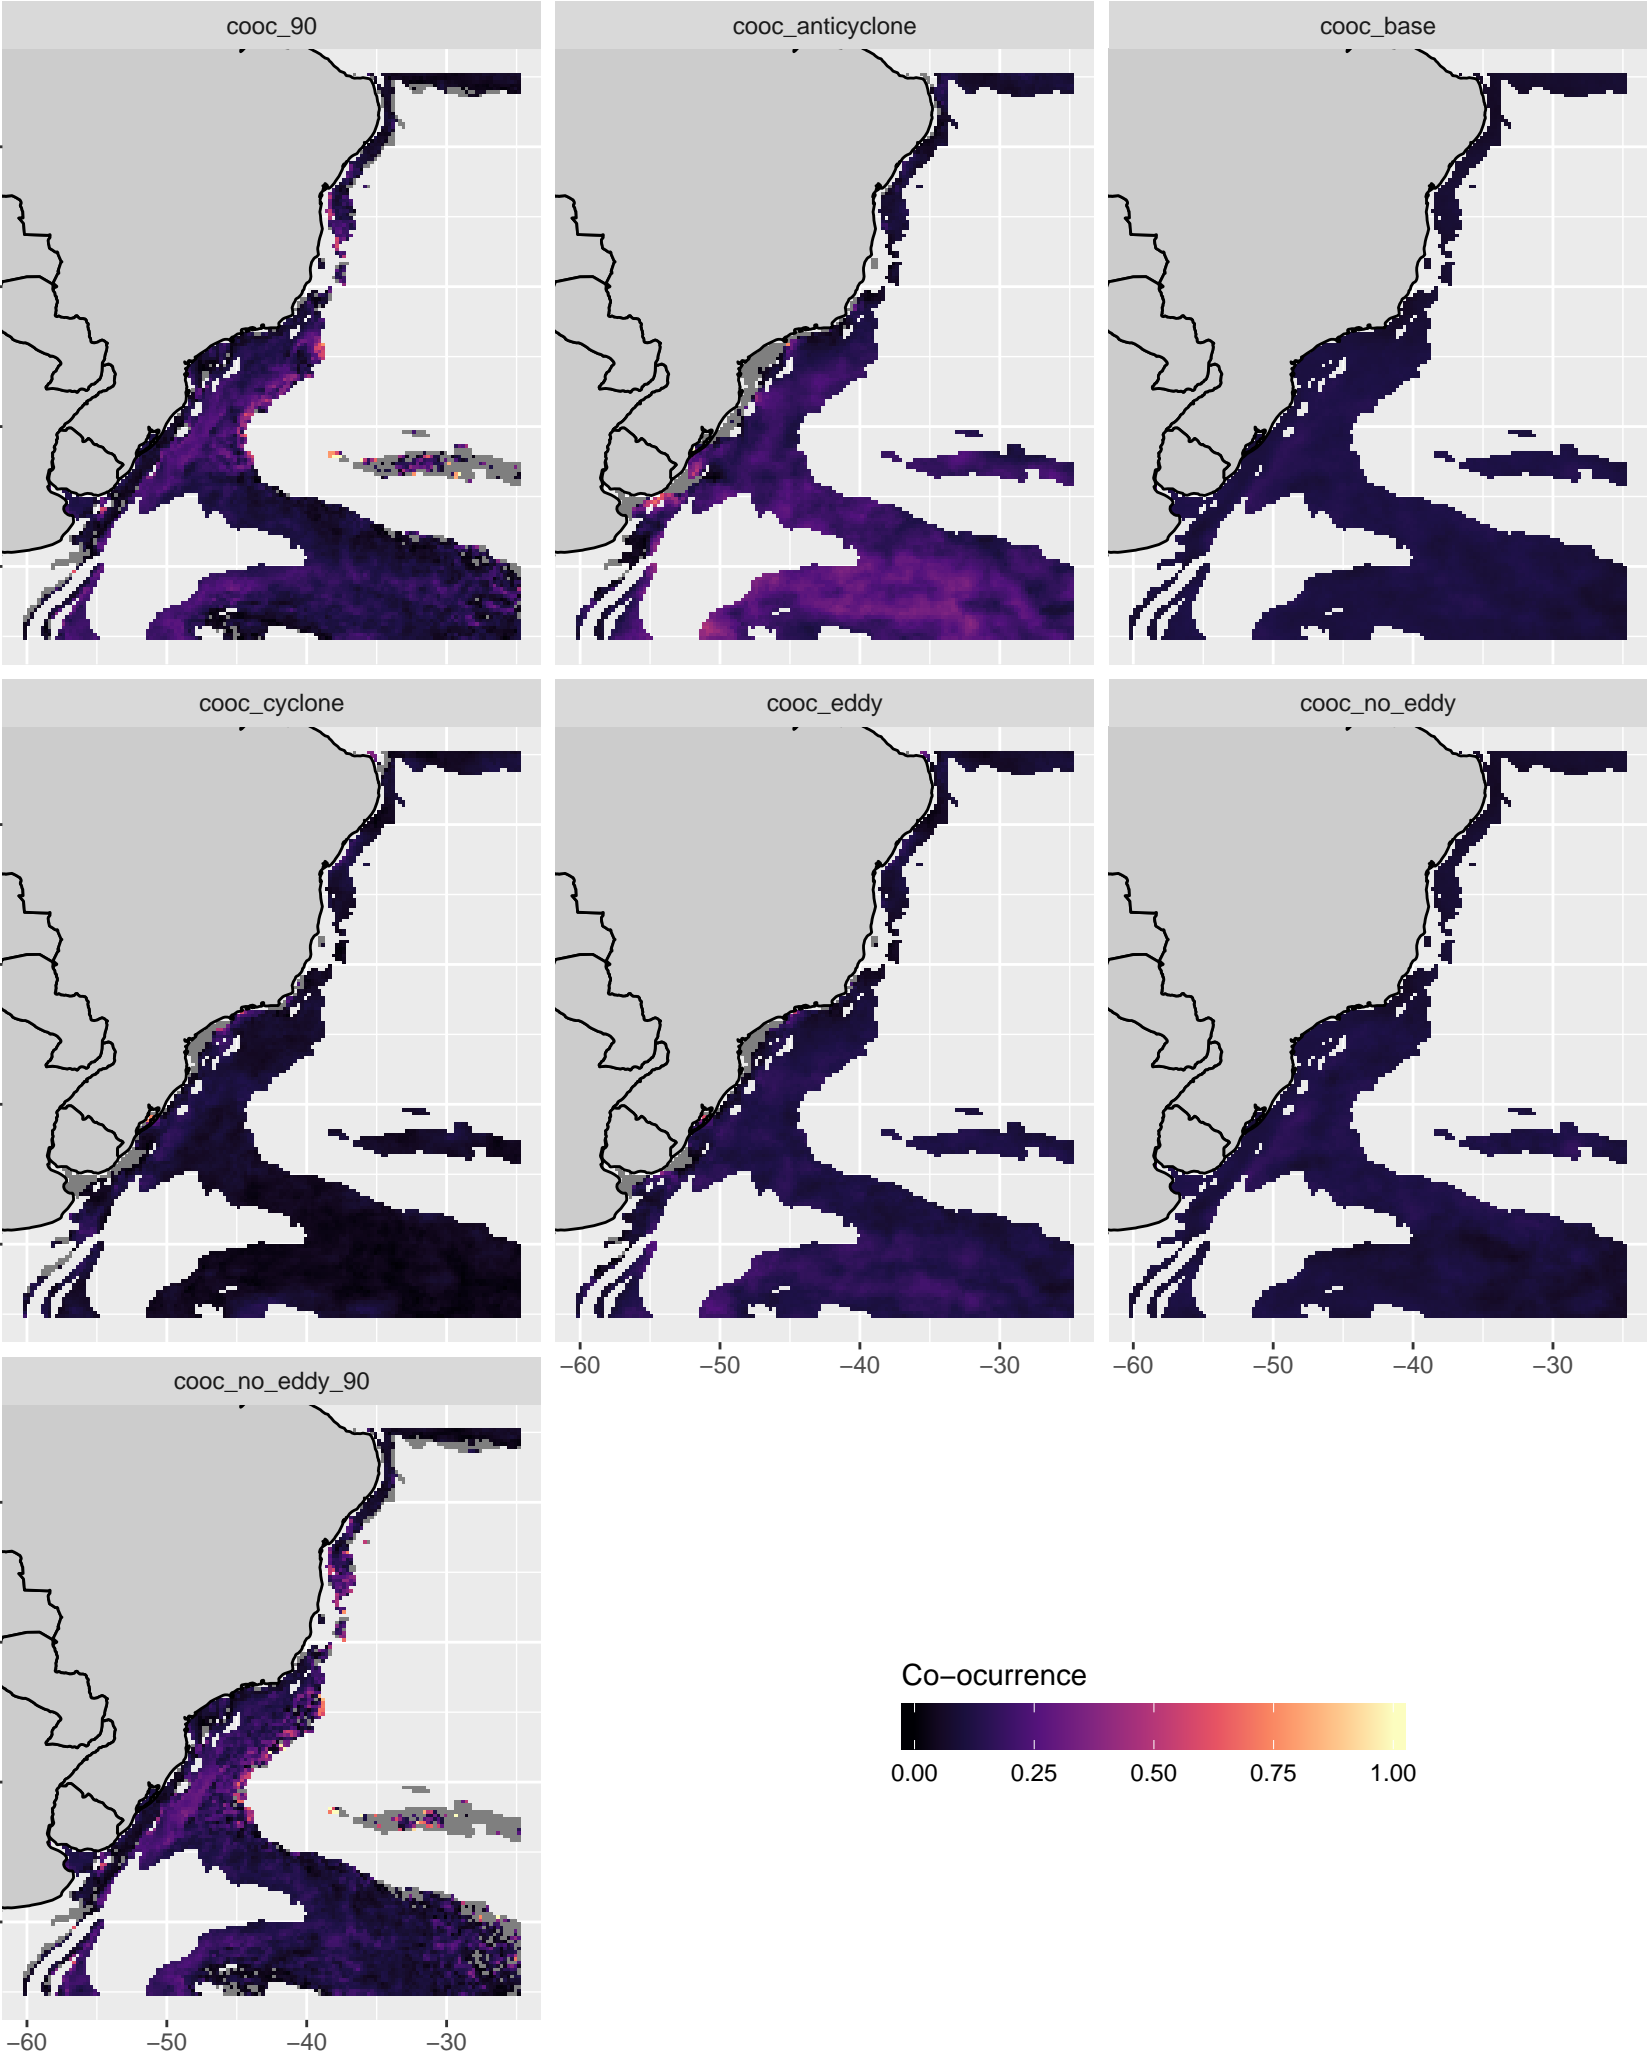 cooc_90 cooc_anticyclone cooc_base
cooc_cyclone cooc_eddy cooc_no_eddy
−60 −50 −40 −30 −60 −50 −40 −30
cooc_no_eddy_90
Co−ocurrence
0.00 0.25 0.50 0.75 1.00
−60 −50 −40 −30